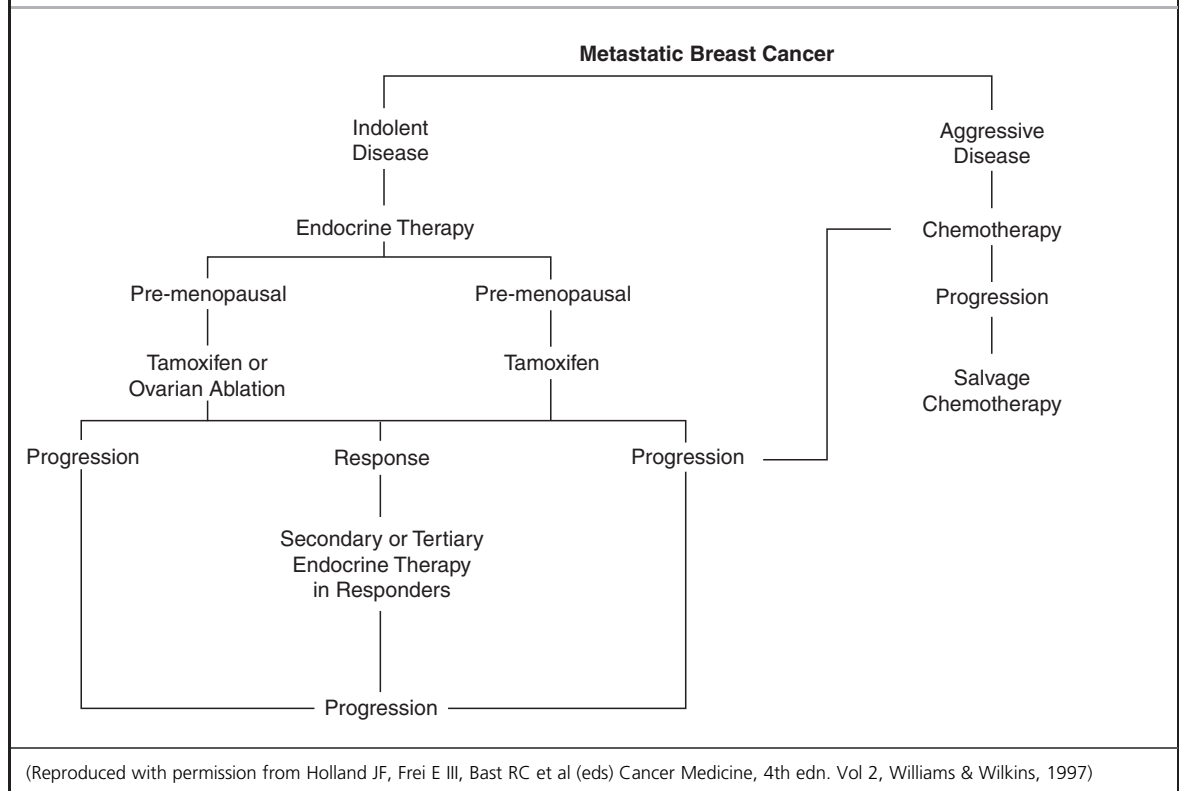 Metastatic Breast Cancer
Indolent
Disease
Aggressive
Disease
Endocrine Therapy
Chemotherapy
Pre-menopausal
Pre-menopausal
Progression
Tamoxifen or
Ovarian Ablation
Tamoxifen
Salvage
Chemotherapy
Progression
Response
Progression
Secondary or Tertiary
Endocrine Therapy
in Responders
Progression
(Reproduced with permission from Holland JF, Frei E III, Bast RC et al (eds) Cancer Medicine, 4th edn. Vol 2, Williams & Wilkins, 1997)